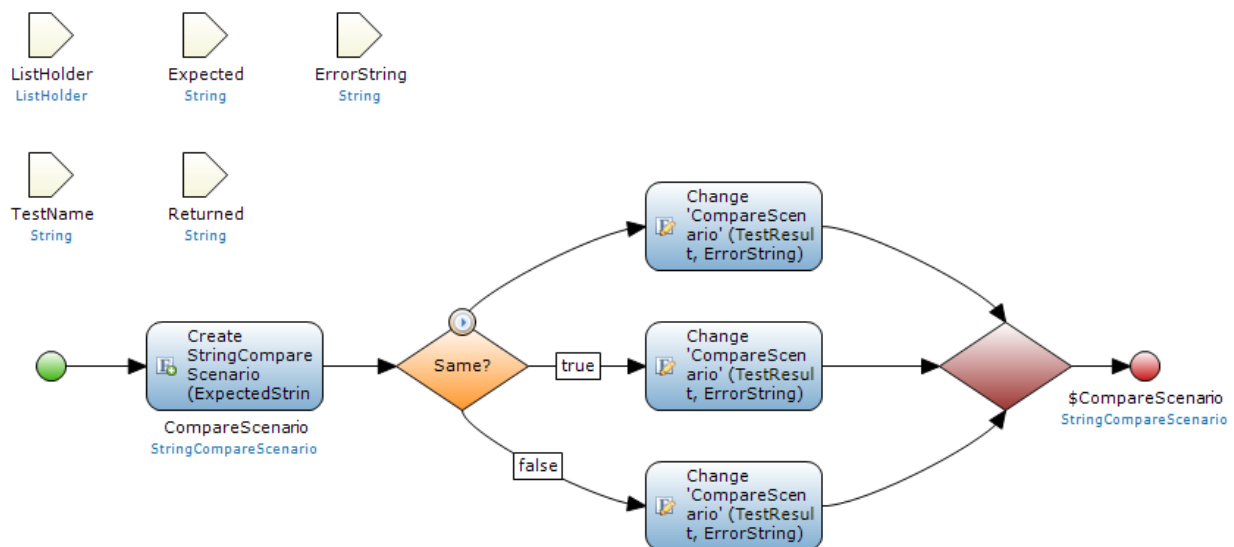 ListHolder
ListHolder
Expected
String
ErrorString
String
TestName
String
Returned
String
Create
StringCompare
Scenario
(ExpectedStrin
CompareScenario
StringCompareScenario
Same?
Change
'CompareScen
ario' (TestResul
t, ErrorString)
true
Change
'CompareScen
ario' (TestResul
t, ErrorString)
false
Change
'CompareScen
ario' (TestResul
t, ErrorString)
$CompareScenario
StringCompareScenario